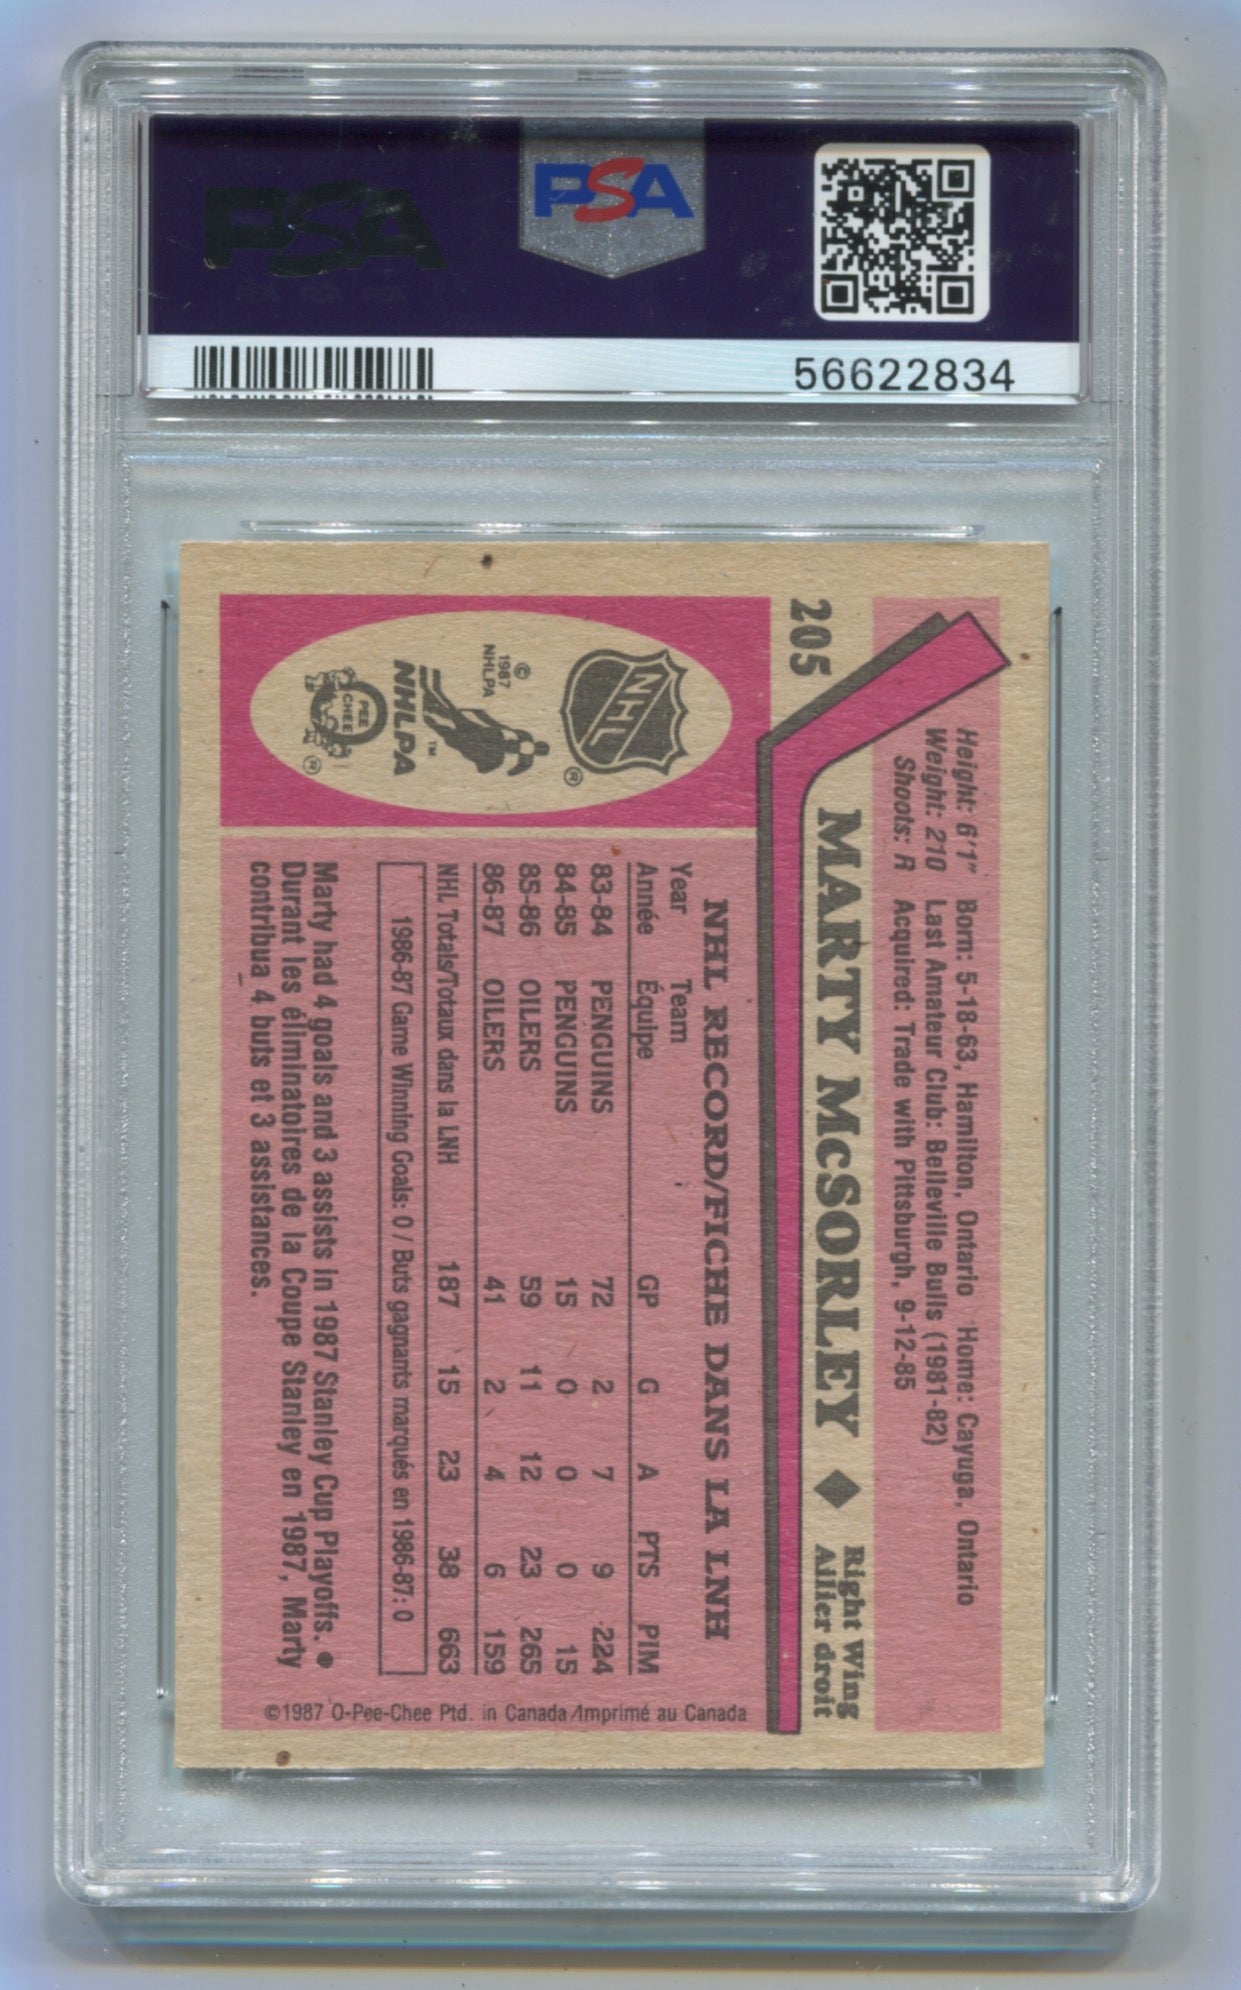 PSA
PSA
56622834
205
Height: 6'1" Born: 5-18-63, Hamilton, Ontario Home: Cayuga, Ontario
Weight: 210 Last Amateur Club: Belleville Bulls (1981-82)
Shoots: R Acquired: Trade with Pittsburgh, 9-12-85
MARTY McSORLEY ◆ Right Wing
Ailier droit
NHL
®
©
1987
NHLPA
NHLPA
™
O PEE CHEE
®
NHL RECORD/FICHE DANS LA LNH
Year Team
Année Équipe GP G A PTS PIM
83-84 PENGUINS 72 2 7 9 224
84-85 PENGUINS 15 0 0 0 15
85-86 OILERS 59 11 12 23 265
86-87 OILERS 41 2 4 6 159
NHL Totals/Totaux dans la LNH 187 15 23 38 663
1986-87 Game Winning Goals: 0 / Buts gagnants marqués en 1986-87: 0
Marty had 4 goals and 3 assists in 1987 Stanley Cup Playoffs. ●
Durant les éliminatoires de la Coupe Stanley en 1987, Marty
contribua 4 buts et 3 assistances.
©1987 O-Pee-Chee Ptd. in Canada/Imprimé au Canada